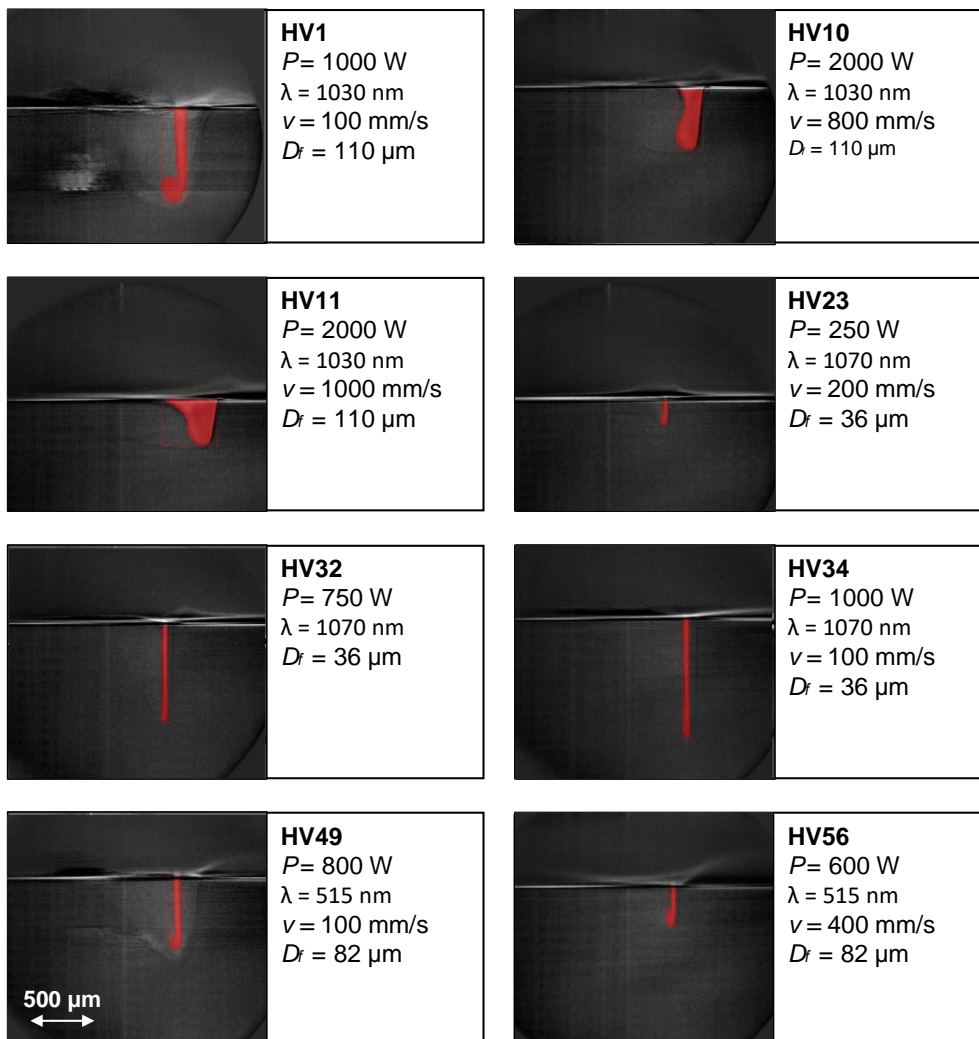 HV1
P= 1000 W
λ = 1030 nm
v = 100 mm/s
Df = 110 µm
HV10
P= 2000 W
λ = 1030 nm
v = 800 mm/s
Df = 110 µm
HV11
P= 2000 W
λ = 1030 nm
v = 1000 mm/s
Df = 110 µm
HV23
P= 250 W
λ = 1070 nm
v = 200 mm/s
Df = 36 µm
HV32
P= 750 W
λ = 1070 nm
Df = 36 µm
HV34
P= 1000 W
λ = 1070 nm
v = 100 mm/s
Df = 36 µm
HV49
P= 800 W
λ = 515 nm
v = 100 mm/s
Df = 82 µm
500 µm
HV56
P= 600 W
λ = 515 nm
v = 400 mm/s
Df = 82 µm